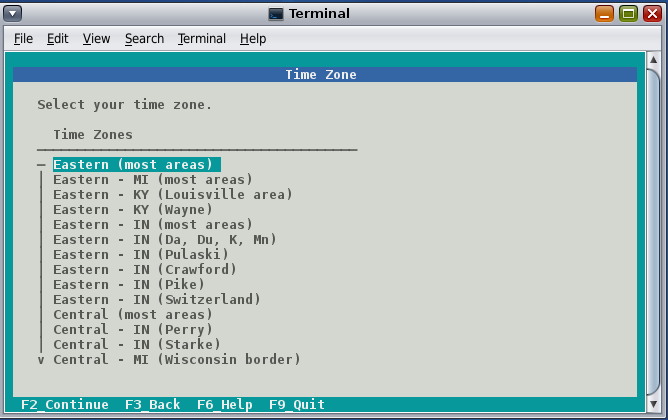 Terminal
File Edit View Search Terminal Help
Time Zone
Select your time zone.
Time Zones
Eastern (most areas)
Eastern - MI (most areas)
Eastern - KY (Louisville area)
Eastern - KY (Wayne)
Eastern - IN (most areas)
Eastern - IN (Da, Du, K, Mn)
Eastern - IN (Pulaski)
Eastern - IN (Crawford)
Eastern - IN (Pike)
Eastern - IN (Switzerland)
Central (most areas)
Central - IN (Perry)
Central - IN (Starke)
v Central - MI (Wisconsin border)
F2_Continue F3_Back F6_Help F9_Quit